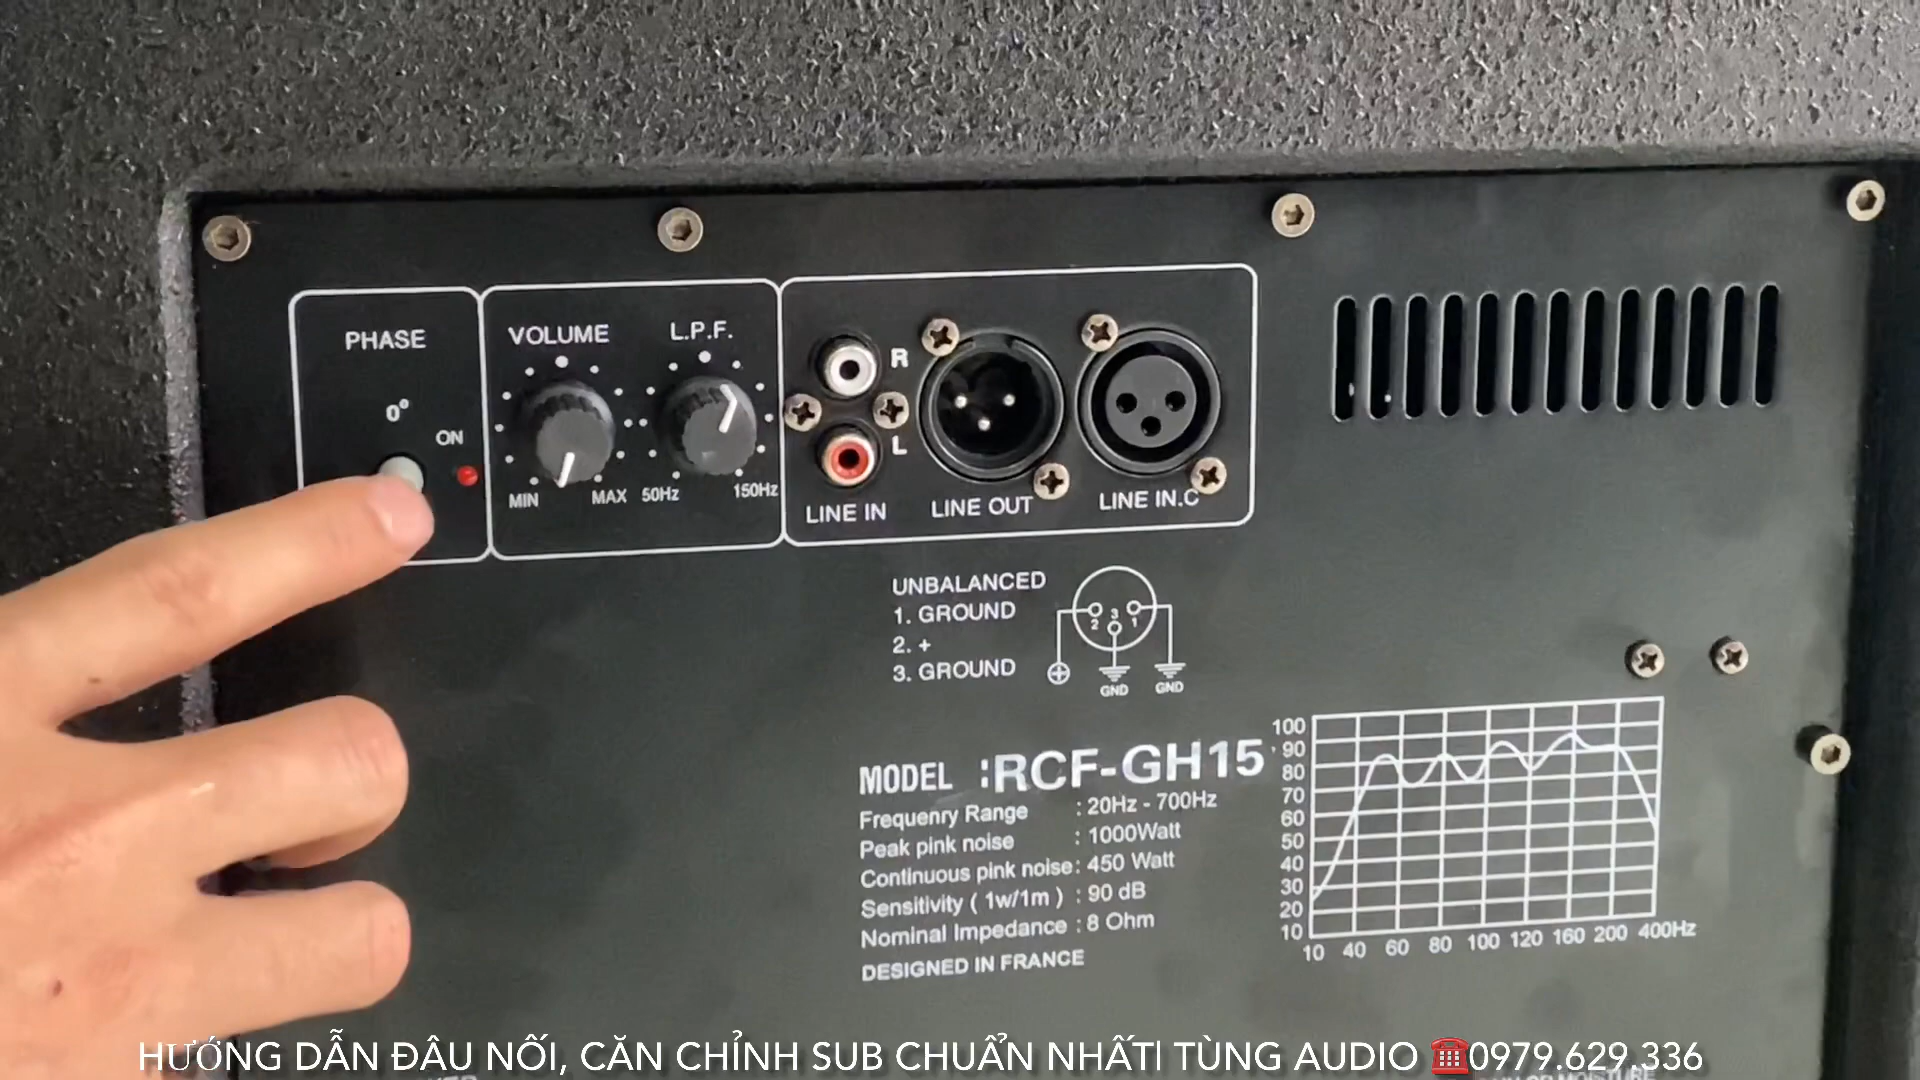 PHASE
0°
ON
VOLUME
MIN
MAX
L.P.F.
50Hz
150Hz
R
L
LINE IN
LINE OUT
LINE IN.C
UNBALANCED
1. GROUND
2. +
3. GROUND
2 3 1
GND GND
MODEL :RCF-GH15
Frequenry Range : 20Hz - 700Hz
Peak pink noise : 1000Watt
Continuous pink noise: 450 Watt
Sensitivity ( 1w/1m ) : 90 dB
Nominal Impedance : 8 Ohm
DESIGNED IN FRANCE
100
90
80
70
60
50
40
30
20
10
10 40 60 80 100 120 160 200 400Hz
HƯỚNG DẪN ĐÂU NỐI, CĂN CHỈNH SUB CHUẨN NHẤT| TÙNG AUDIO ☎️0979.629.336